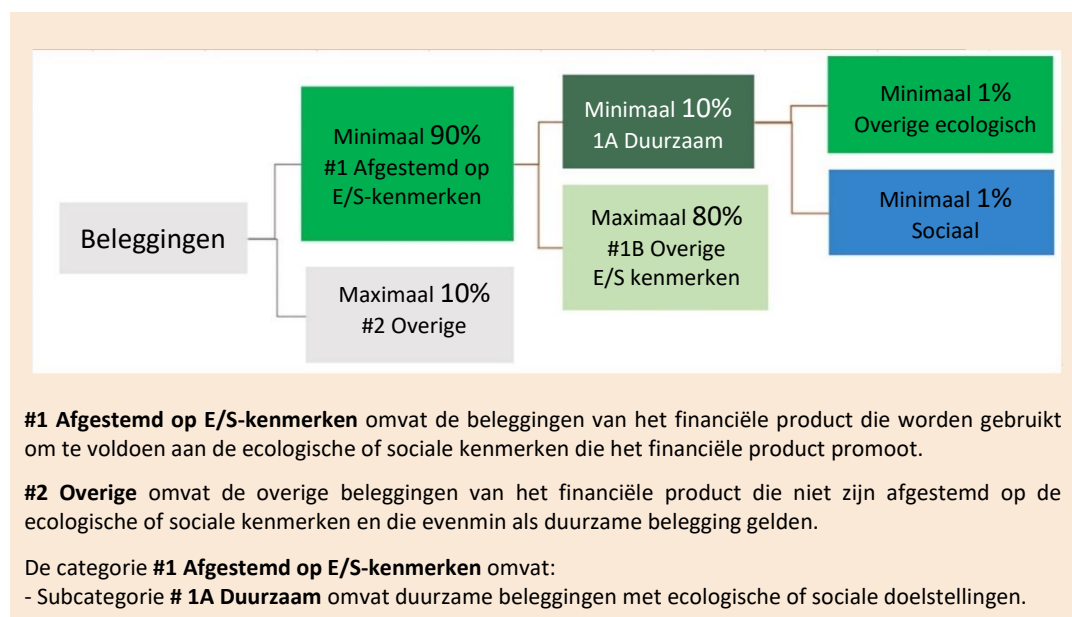 Beleggingen
Minimaal 90%
#1 Afgestemd op
E/S-kenmerken
Maximaal 10%
#2 Overige
Minimaal 10%
1A Duurzaam
Maximaal 80%
#1B Overige
E/S kenmerken
Minimaal 1%
Overige ecologisch
Minimaal 1%
Sociaal
#1 Afgestemd op E/S-kenmerken omvat de beleggingen van het financiële product die worden gebruikt
om te voldoen aan de ecologische of sociale kenmerken die het financiële product promoot.
#2 Overige omvat de overige beleggingen van het financiële product die niet zijn afgestemd op de
ecologische of sociale kenmerken en die evenmin als duurzame belegging gelden.
De categorie #1 Afgestemd op E/S-kenmerken omvat:
- Subcategorie # 1A Duurzaam omvat duurzame beleggingen met ecologische of sociale doelstellingen.